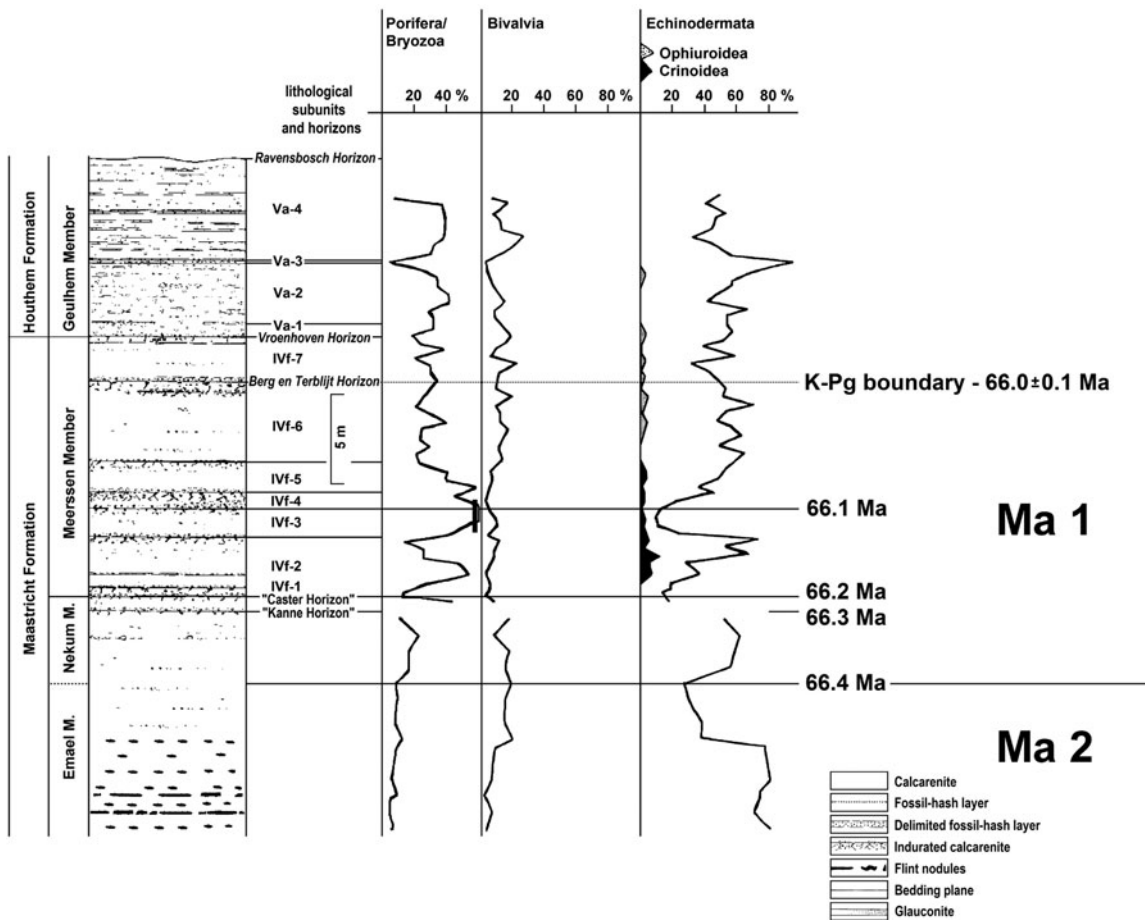 Porifera/
Bryozoa
Bivalvia
Echinodermata
Ophiuroidea
Crinoidea
lithological
subunits
and horizons
20 40 %
20 40 60 80 %
20 40 60 80 %
Houthem Formation
Maastricht Formation
Geulhem Member
Meerssen Member
Nekum M.
Emael M.
Ravensbosch Horizon
Va-4
Va-3
Va-2
Va-1
Vroenhoven Horizon
IVf-7
Berg en Terblijt Horizon
IVf-6
5 m
IVf-5
IVf-4
IVf-3
IVf-2
IVf-1
"Caster Horizon"
"Kanne Horizon"
K-Pg boundary - 66.0±0.1 Ma
66.1 Ma
Ma 1
66.2 Ma
66.3 Ma
66.4 Ma
Ma 2
Calcarenite
Fossil-hash layer
Delimited fossil-hash layer
Indurated calcarenite
Flint nodules
Bedding plane
Glauconite